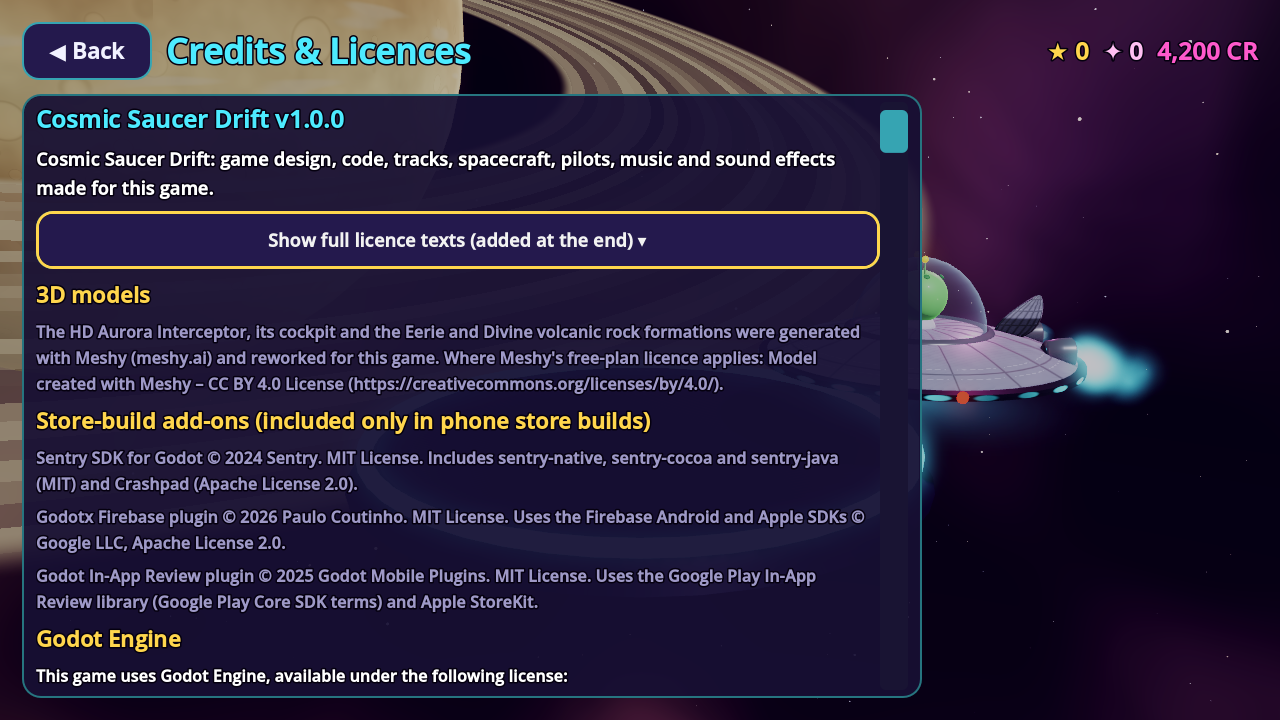 ◀ Back
Credits & Licences
★ 0 ✦ 0 4,200 CR
Cosmic Saucer Drift v1.0.0
Cosmic Saucer Drift: game design, code, tracks, spacecraft, pilots, music and sound effects
made for this game.
Show full licence texts (added at the end) ▾
3D models
The HD Aurora Interceptor, its cockpit and the Eerie and Divine volcanic rock formations were generated
with Meshy (meshy.ai) and reworked for this game. Where Meshy's free-plan licence applies: Model
created with Meshy – CC BY 4.0 License (https://creativecommons.org/licenses/by/4.0/).
Store-build add-ons (included only in phone store builds)
Sentry SDK for Godot © 2024 Sentry. MIT License. Includes sentry-native, sentry-cocoa and sentry-java
(MIT) and Crashpad (Apache License 2.0).
Godotx Firebase plugin © 2026 Paulo Coutinho. MIT License. Uses the Firebase Android and Apple SDKs ©
Google LLC, Apache License 2.0.
Godot In-App Review plugin © 2025 Godot Mobile Plugins. MIT License. Uses the Google Play In-App
Review library (Google Play Core SDK terms) and Apple StoreKit.
Godot Engine
This game uses Godot Engine, available under the following license: